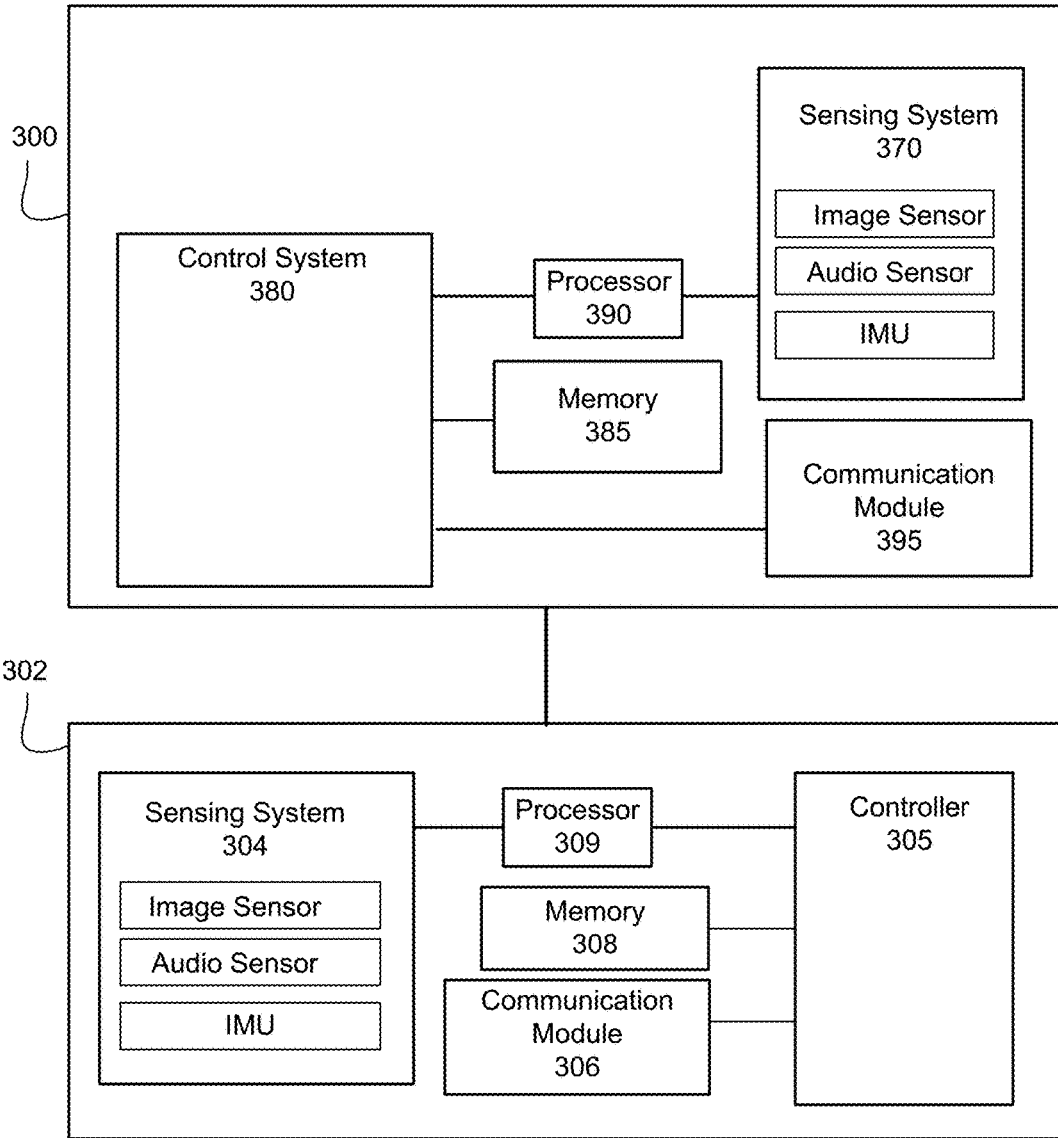 300
Sensing System
370
Image Sensor
Audio Sensor
IMU
Control System
380
Processor
390
Memory
385
Communication
Module
395
302
Sensing System
304
Image Sensor
Audio Sensor
IMU
Processor
309
Memory
308
Communication
Module
306
Controller
305